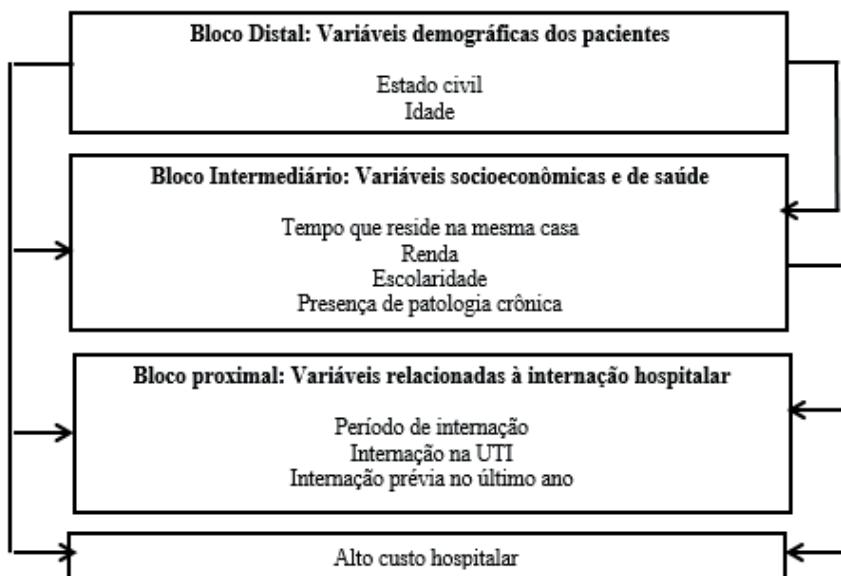 Bloco Distal: Variáveis demográficas dos pacientes
Estado civil
Idade
Bloco Intermediário: Variáveis socioeconômicas e de saúde
Tempo que reside na mesma casa
Renda
Escolaridade
Presença de patologia crônica
Bloco proximal: Variáveis relacionadas à internação hospitalar
Período de internação
Internação na UTI
Internação prévia no último ano
Alto custo hospitalar